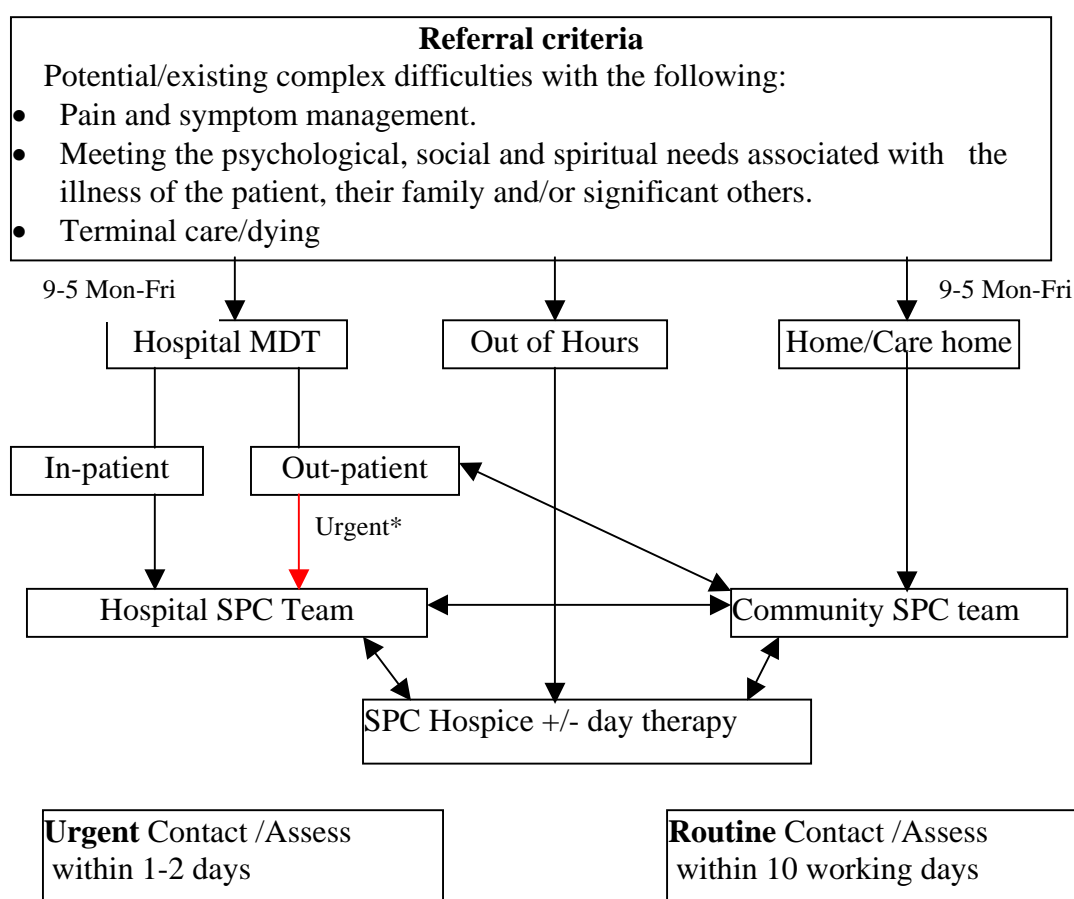 Referral criteria
Potential/existing complex difficulties with the following:
• Pain and symptom management.
• Meeting the psychological, social and spiritual needs associated with the
illness of the patient, their family and/or significant others.
• Terminal care/dying
9-5 Mon-Fri
9-5 Mon-Fri
Hospital MDT
Out of Hours
Home/Care home
In-patient
Out-patient
Urgent*
Hospital SPC Team
Community SPC team
SPC Hospice +/- day therapy
Urgent Contact /Assess
within 1-2 days
Routine Contact /Assess
within 10 working days